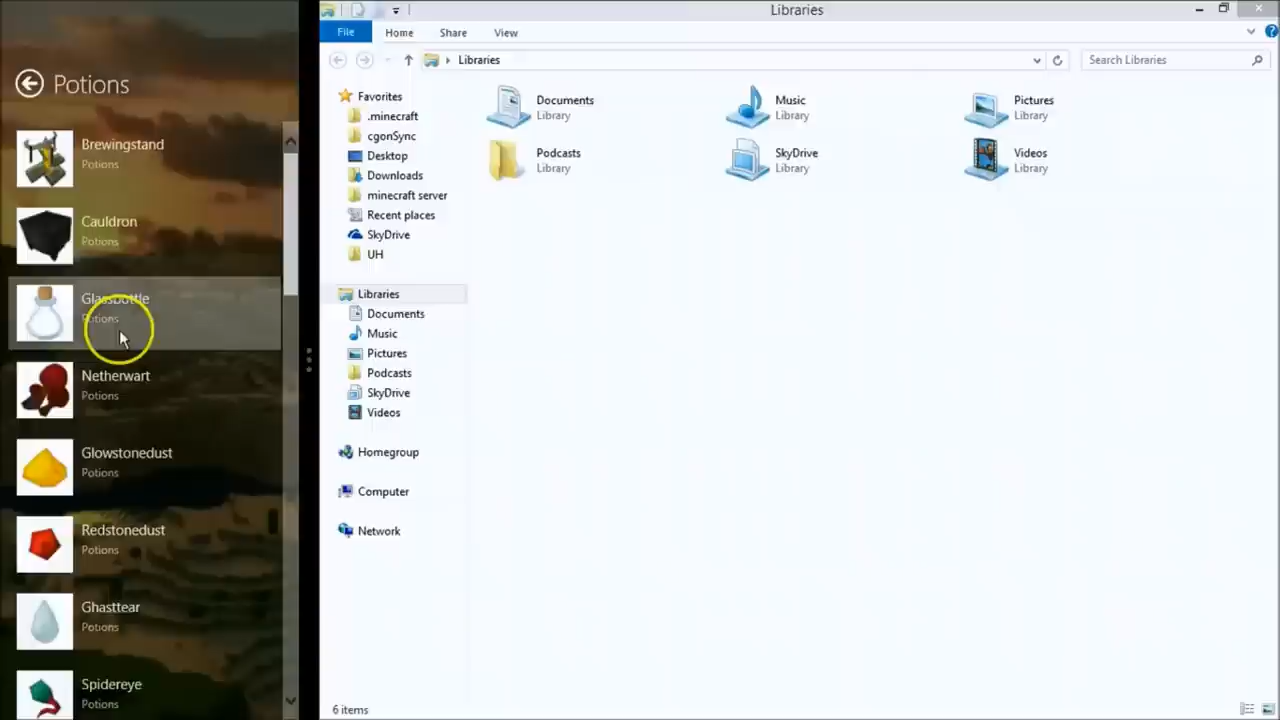 Potions
Brewingstand
Potions
Cauldron
Potions
Glassbottle
Potions
Netherwart
Potions
Glowstonedust
Potions
Redstonedust
Potions
Ghasttear
Potions
Spidereye
Potions
Libraries
File Home Share View
Libraries
Search Libraries
Favorites
.minecraft
cgonSync
Desktop
Downloads
minecraft server
Recent places
SkyDrive
UH
Libraries
Documents
Music
Pictures
Podcasts
SkyDrive
Videos
Homegroup
Computer
Network
Documents
Library
Music
Library
Pictures
Library
Podcasts
Library
SkyDrive
Library
Videos
Library
6 items